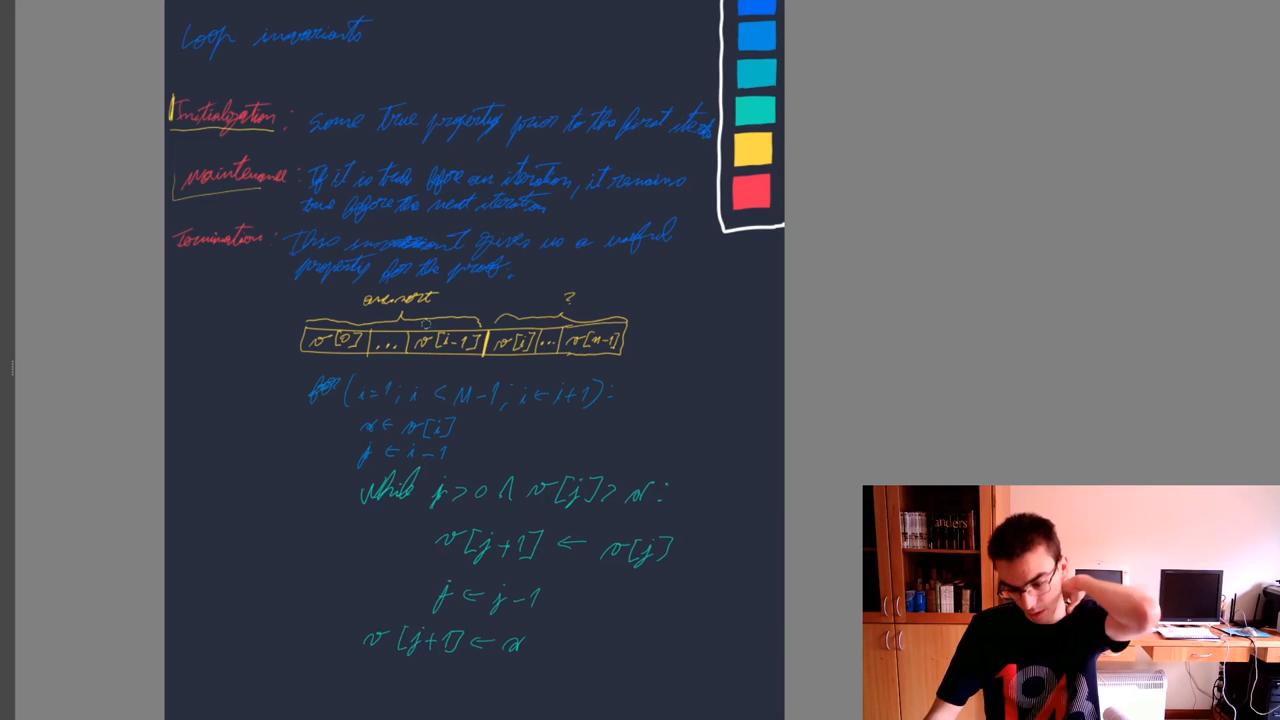 Loop invariants
Initialization: Some true property prior to the first
Maintenance: If it is true before an iteration, it remains
true before the next iteration
Termination: This invariant gives us a useful
property for the proof.
?
v[0] ... v[i-1] v[i] ... v[n-1]
for (i=1; i < n-1; i ← i+1):
x ← v[i]
j ← i-1
while j > 0 ∧ v[j] > x:
v[j+1] ← v[j]
j ← j-1
v[j+1] ← x
anders